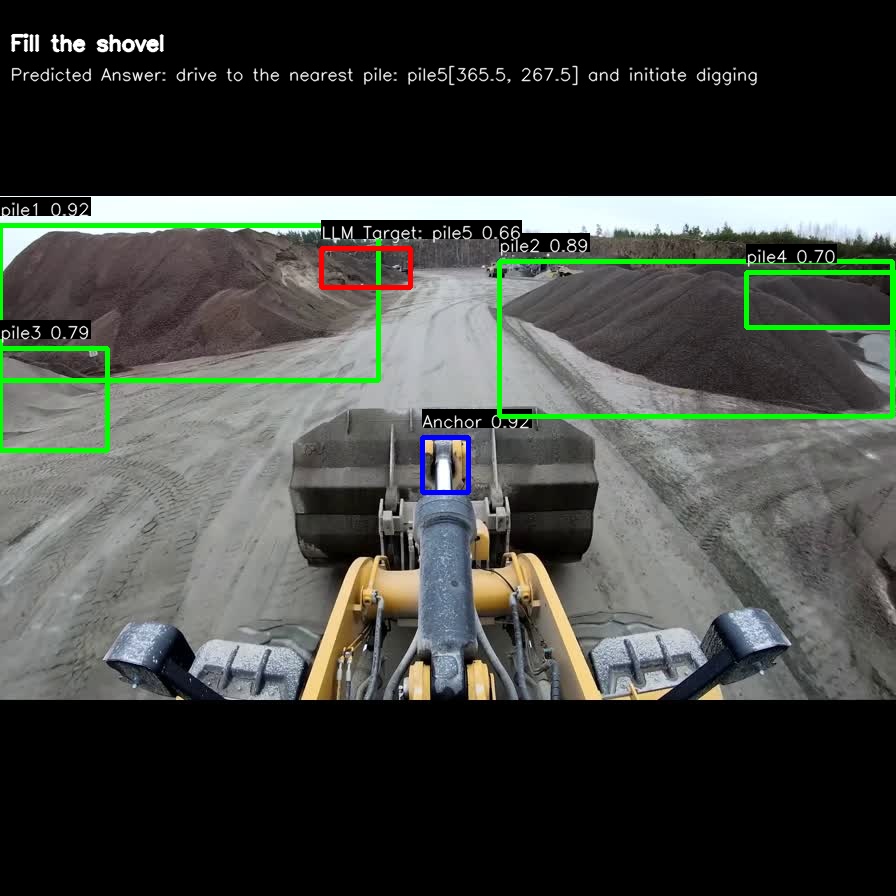 Fill the shovel
Predicted Answer: drive to the nearest pile: pile5[365.5, 267.5] and initiate digging
pile1 0.92
LLM Target: pile5 0.66
pile2 0.89
pile4 0.70
pile3 0.79
Anchor 0.92